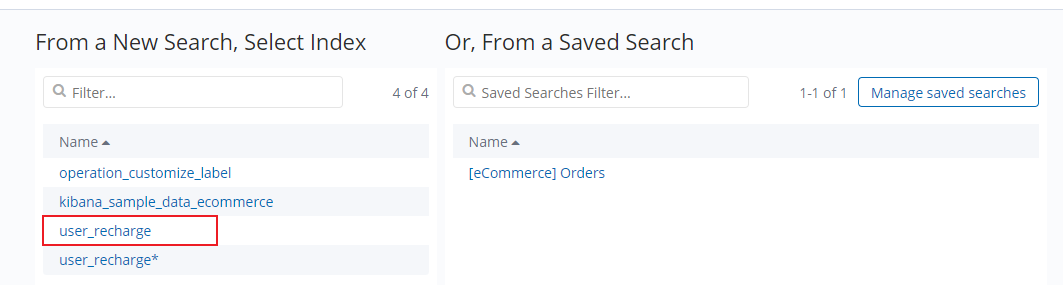 From a New Search, Select Index
Filter...
4 of 4
Name
operation_customize_label
kibana_sample_data_ecommerce
user_recharge
user_recharge*
Or, From a Saved Search
Saved Searches Filter...
1-1 of 1
Manage saved searches
Name
[eCommerce] Orders